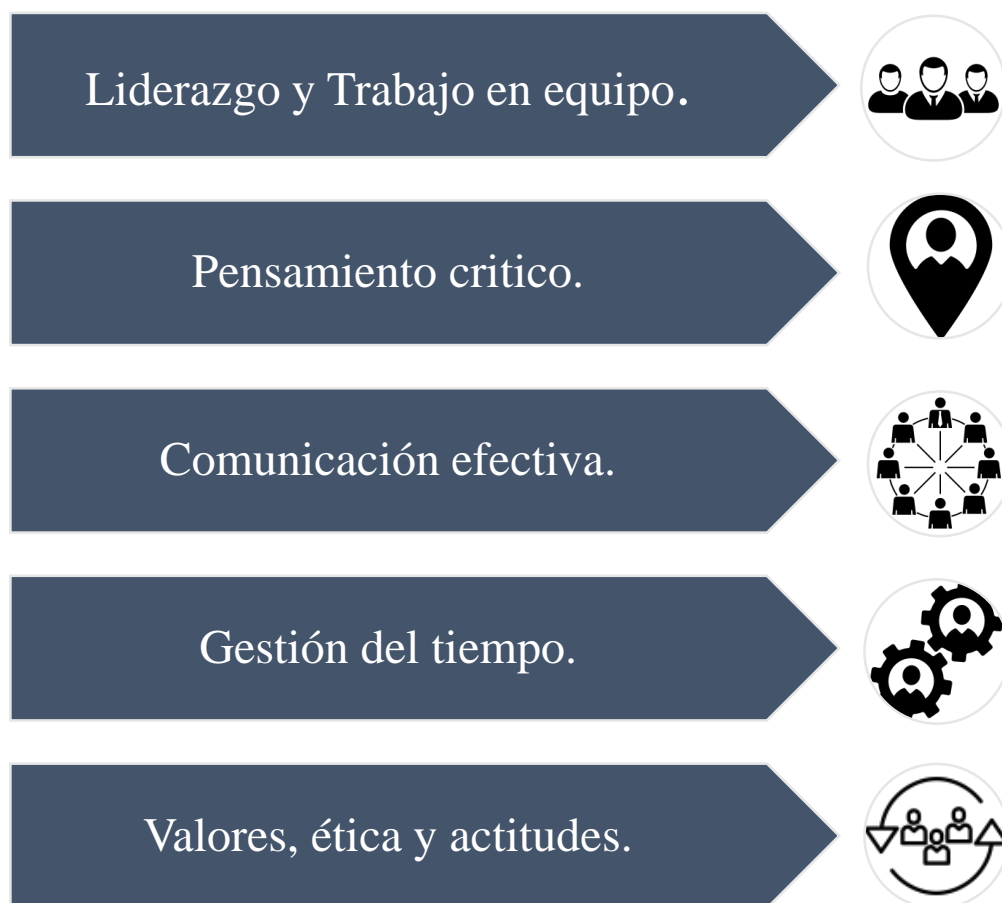 Liderazgo y Trabajo en equipo.
Pensamiento critico.
Comunicación efectiva.
Gestión del tiempo.
Valores, ética y actitudes.